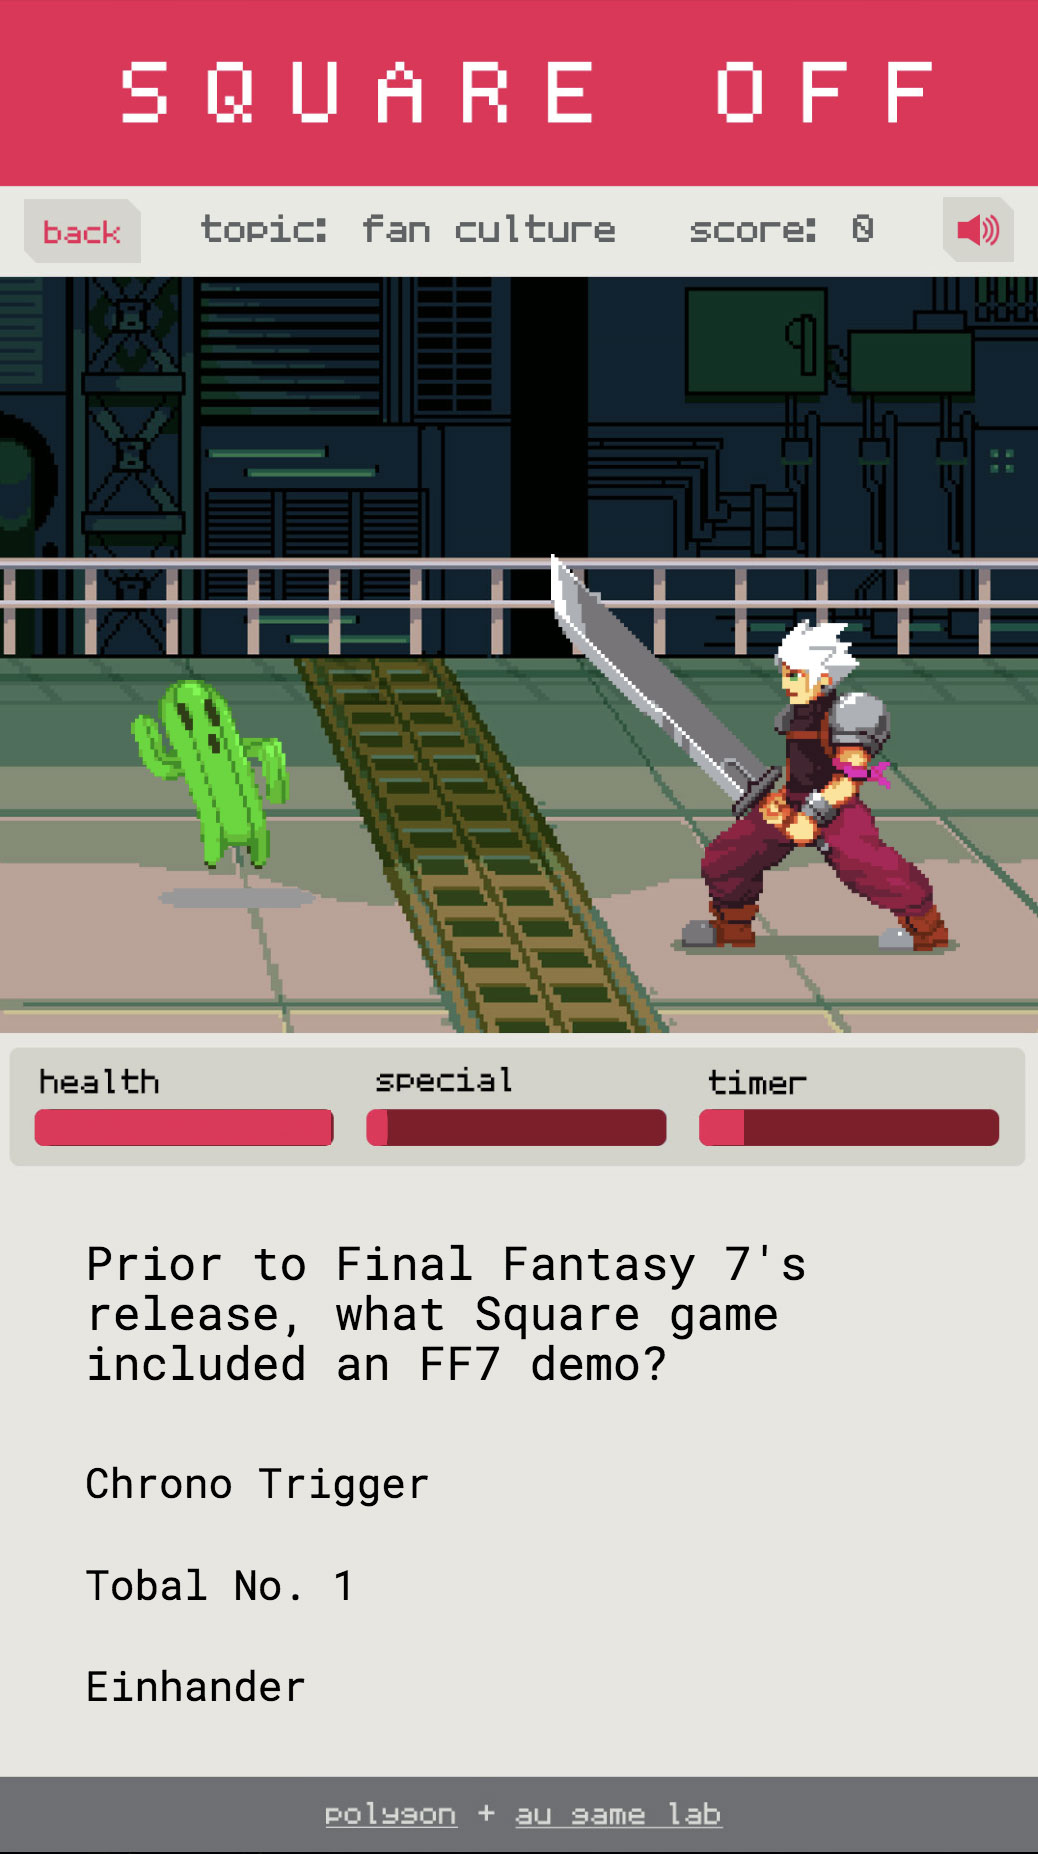 SQUARE OFF
back topic: fan culture score: 0
health special timer
Prior to Final Fantasy 7's
release, what Square game
included an FF7 demo?
Chrono Trigger
Tobal No. 1
Einhander
polygon + au game lab